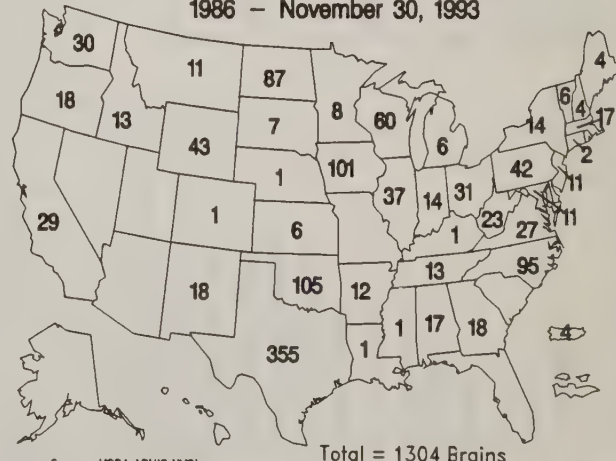 1986 – November 30, 1993
30 11 87 4
18 13 43 7 8 60 6 6 4 17
14 2
1 101 42 11
29 1 6 37 14 31 23 27 11
1
18 105 12 13 95
355 1 1 17 18 4
Total = 1304 Brains